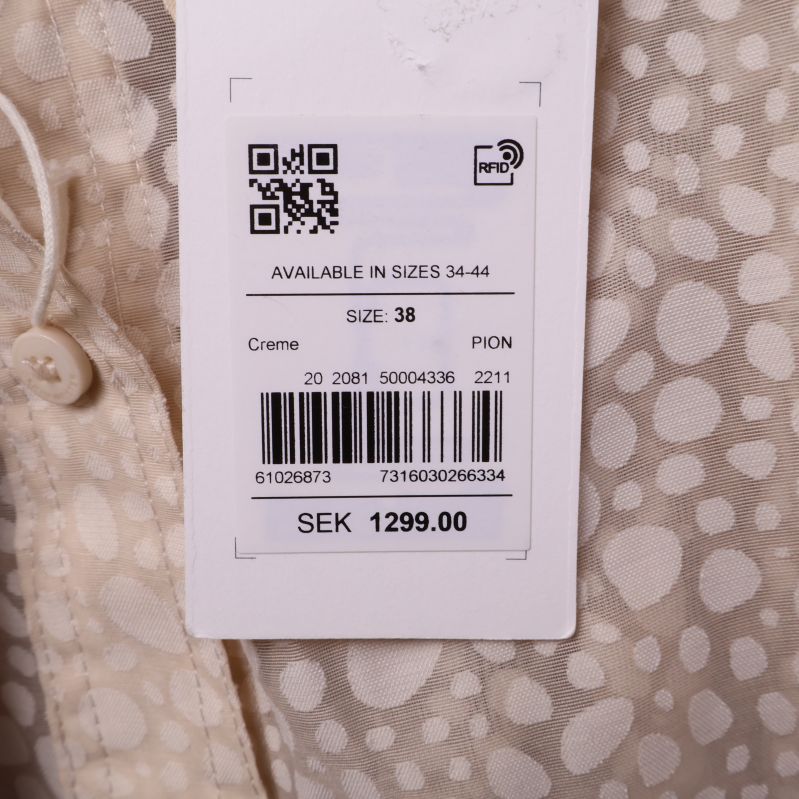 RFID
AVAILABLE IN SIZES 34-44
SIZE: 38
Creme PION
20 2081 50004336 2211
61026873 7316030266334
SEK 1299.00